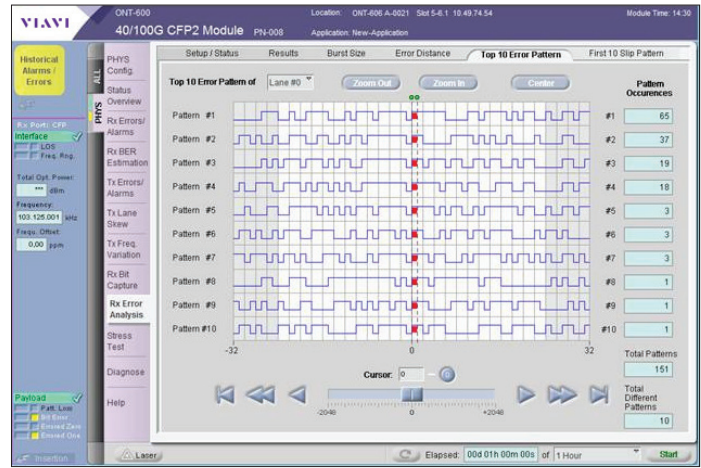 VIAVI
ONT-600
40/100G CFP2 Module PN-008
Location: ONT-606 A-0021 Slot 5-6.1 10.49.74.54
Application: New-Application
Module Time: 14:30
Historical
Alarms /
Errors
Rx Port: CFP
Interface
LOS
Freq. Rng.
Total Opt. Power:
*** dBm
Frequency:
103.125.001 kHz
Frequ. Offset:
0,00 ppm
Payload
Patt. Loss
Bit Error
Errored Zero
Errored One
Insertion
ALL
PHYS
PHYS
Config.
Status
Overview
Rx Errors/
Alarms
Rx BER
Estimation
Tx Errors/
Alarms
Tx Lane
Skew
Tx Freq.
Variation
Rx Bit
Capture
Rx Error
Analysis
Stress
Test
Diagnose
Help
Setup / Status Results Burst Size Error Distance Top 10 Error Pattern First 10 Slip Pattern
Top 10 Error Pattern of Lane #0 Zoom Out Zoom In Center
Pattern
Occurences
Pattern #1 #1 65
Pattern #2 #2 37
Pattern #3 #3 19
Pattern #4 #4 18
Pattern #5 #5 3
Pattern #6 #6 3
Pattern #7 #7 3
Pattern #8 #8 1
Pattern #9 #9 1
Pattern #10 #10 1
-32 0 32
Total Patterns
151
Cursor: 0
Total
Different
Patterns
10
-2048 0 +2048
Laser
Elapsed: 00d 01h 00m 00s of 1 Hour Start